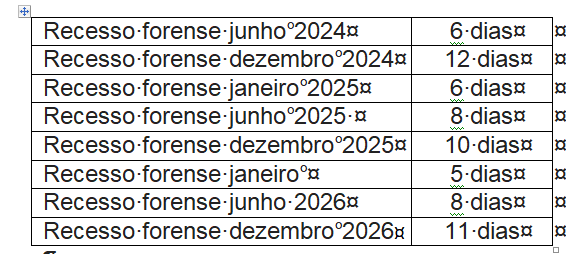 Recesso forense junho 2024 6 dias
Recesso forense dezembro 2024 12 dias
Recesso forense janeiro 2025 6 dias
Recesso forense junho 2025 8 dias
Recesso forense dezembro 2025 10 dias
Recesso forense janeiro 5 dias
Recesso forense junho 2026 8 dias
Recesso forense dezembro 2026 11 dias